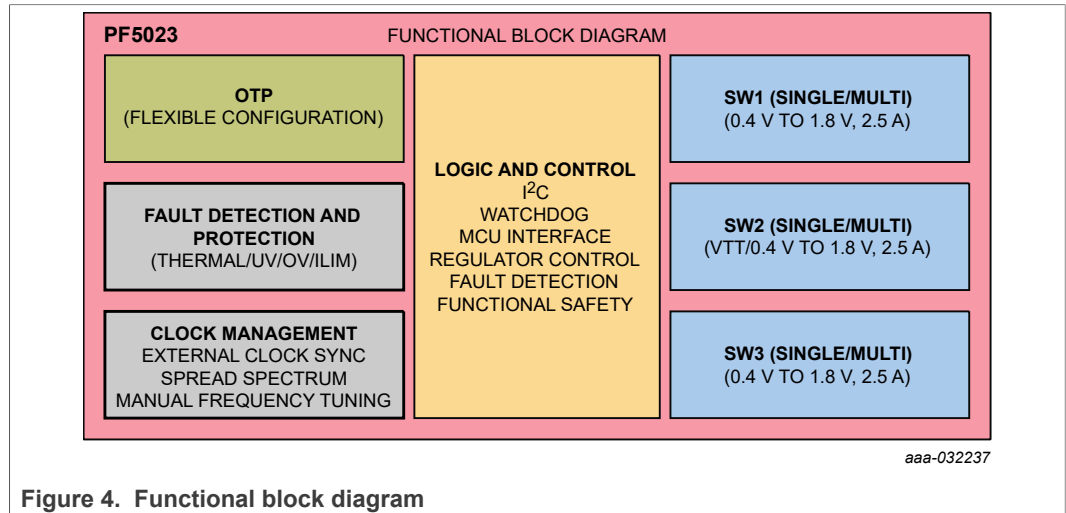 PF5023
FUNCTIONAL BLOCK DIAGRAM
OTP
(FLEXIBLE CONFIGURATION)
FAULT DETECTION AND
PROTECTION
(THERMAL/UV/OV/ILIM)
CLOCK MANAGEMENT
EXTERNAL CLOCK SYNC
SPREAD SPECTRUM
MANUAL FREQUENCY TUNING
LOGIC AND CONTROL
I²C
WATCHDOG
MCU INTERFACE
REGULATOR CONTROL
FAULT DETECTION
FUNCTIONAL SAFETY
SW1 (SINGLE/MULTI)
(0.4 V TO 1.8 V, 2.5 A)
SW2 (SINGLE/MULTI)
(VTT/0.4 V TO 1.8 V, 2.5 A)
SW3 (SINGLE/MULTI)
(0.4 V TO 1.8 V, 2.5 A)
aaa-032237
Figure 4. Functional block diagram